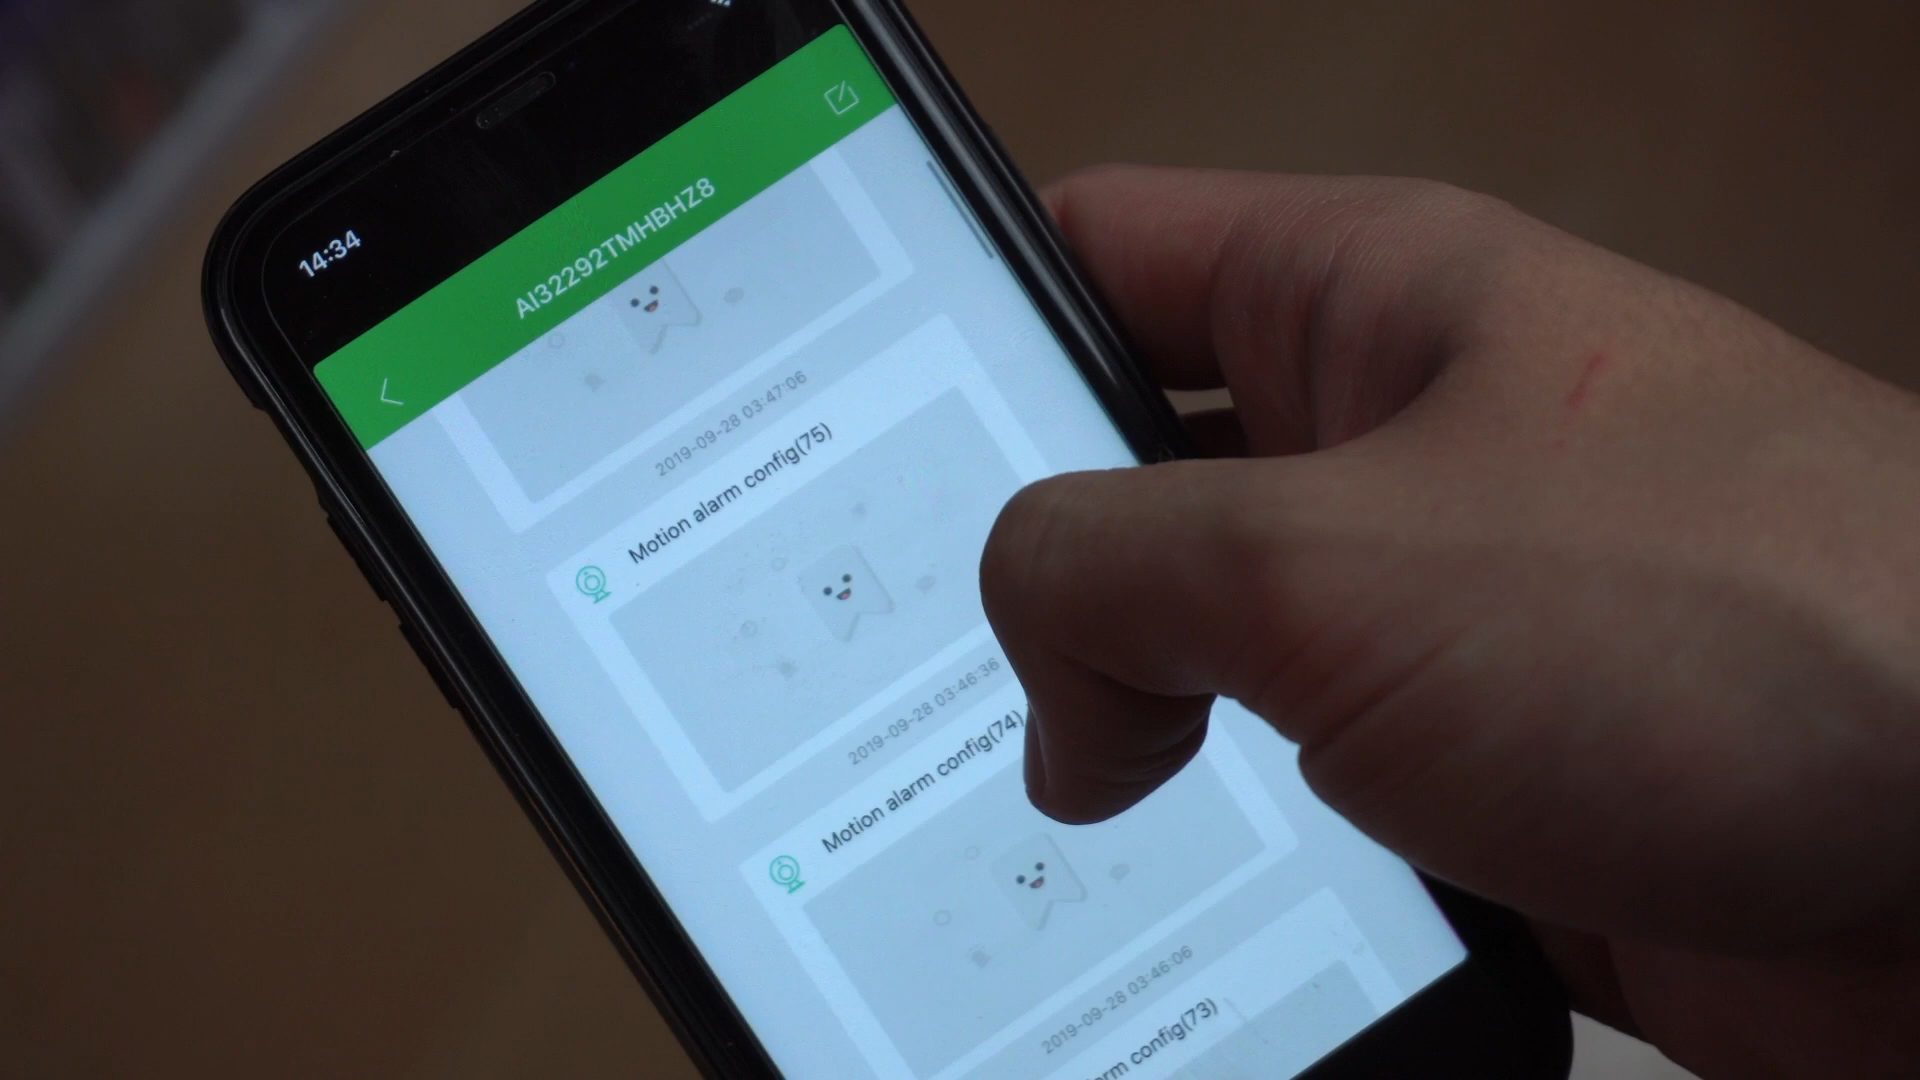 14:34
AI32292TMHBHZ8
2019-09-28 03:47:06
Motion alarm config(75)
2019-09-28 03:46:36
Motion alarm config(74)
2019-09-28 03:46:06
config(73)